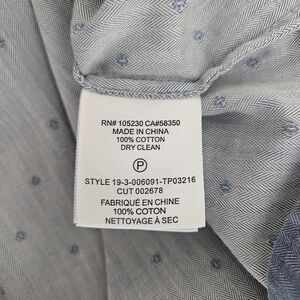 RN# 105230 CA#58350
MADE IN CHINA
100% COTTON
DRY CLEAN
P
STYLE 19-3-006091-TP03216
CUT 002678
FABRIQUÉ EN CHINE
100% COTON
NETTOYAGE À SEC